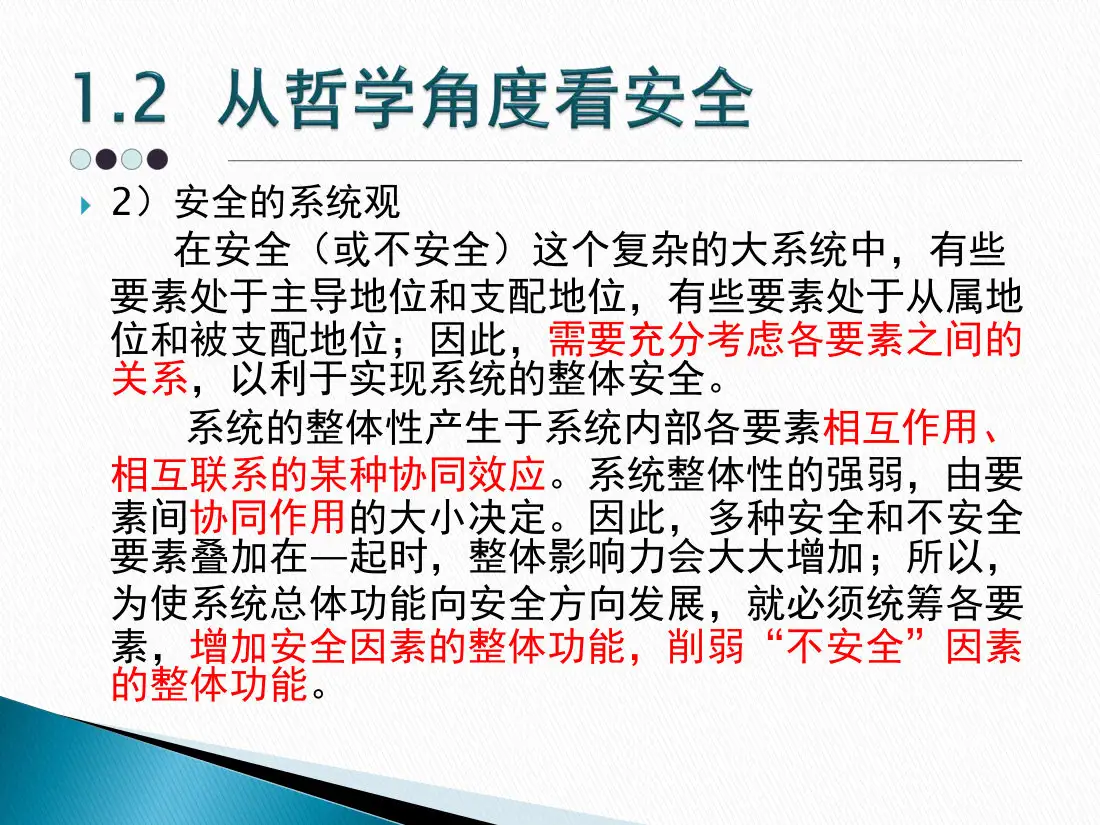 1.2 从哲学角度看安全
2）安全的系统观
在安全（或不安全）这个复杂的大系统中，有些
要素处于主导地位和支配地位，有些要素处于从属地
位和被支配地位；因此，需要充分考虑各要素之间的
关系，以利于实现系统的整体安全。
系统的整体性产生于系统内部各要素相互作用、
相互联系的某种协同效应。系统整体性的强弱，由要
素间协同作用的大小决定。因此，多种安全和不安全
要素叠加在—起时，整体影响力会大大增加；所以，
为使系统总体功能向安全方向发展，就必须统筹各要
素，增加安全因素的整体功能，削弱“不安全”因素
的整体功能。